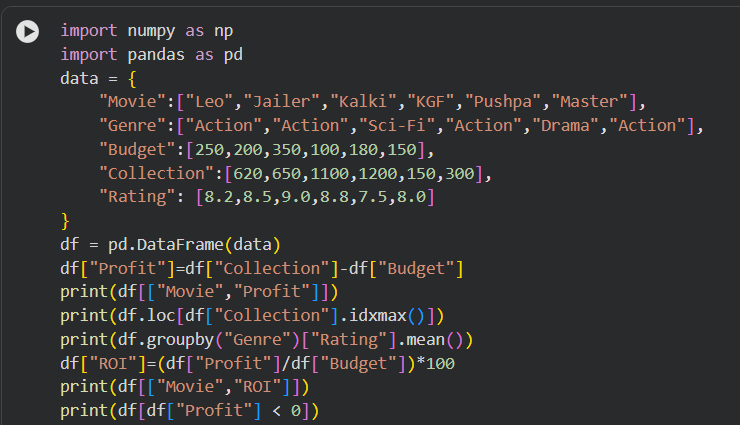 import numpy as np
import pandas as pd
data = {
    "Movie":["Leo","Jailer","Kalki","KGF","Pushpa","Master"],
    "Genre":["Action","Action","Sci-Fi","Action","Drama","Action"],
    "Budget":[250,200,350,100,180,150],
    "Collection":[620,650,1100,1200,150,300],
    "Rating": [8.2,8.5,9.0,8.8,7.5,8.0]
}
df = pd.DataFrame(data)
df["Profit"]=df["Collection"]-df["Budget"]
print(df[["Movie","Profit"]])
print(df.loc[df["Collection"].idxmax()])
print(df.groupby("Genre")["Rating"].mean())
df["ROI"]=(df["Profit"]/df["Budget"])*100
print(df[["Movie","ROI"]])
print(df[df["Profit"] < 0])